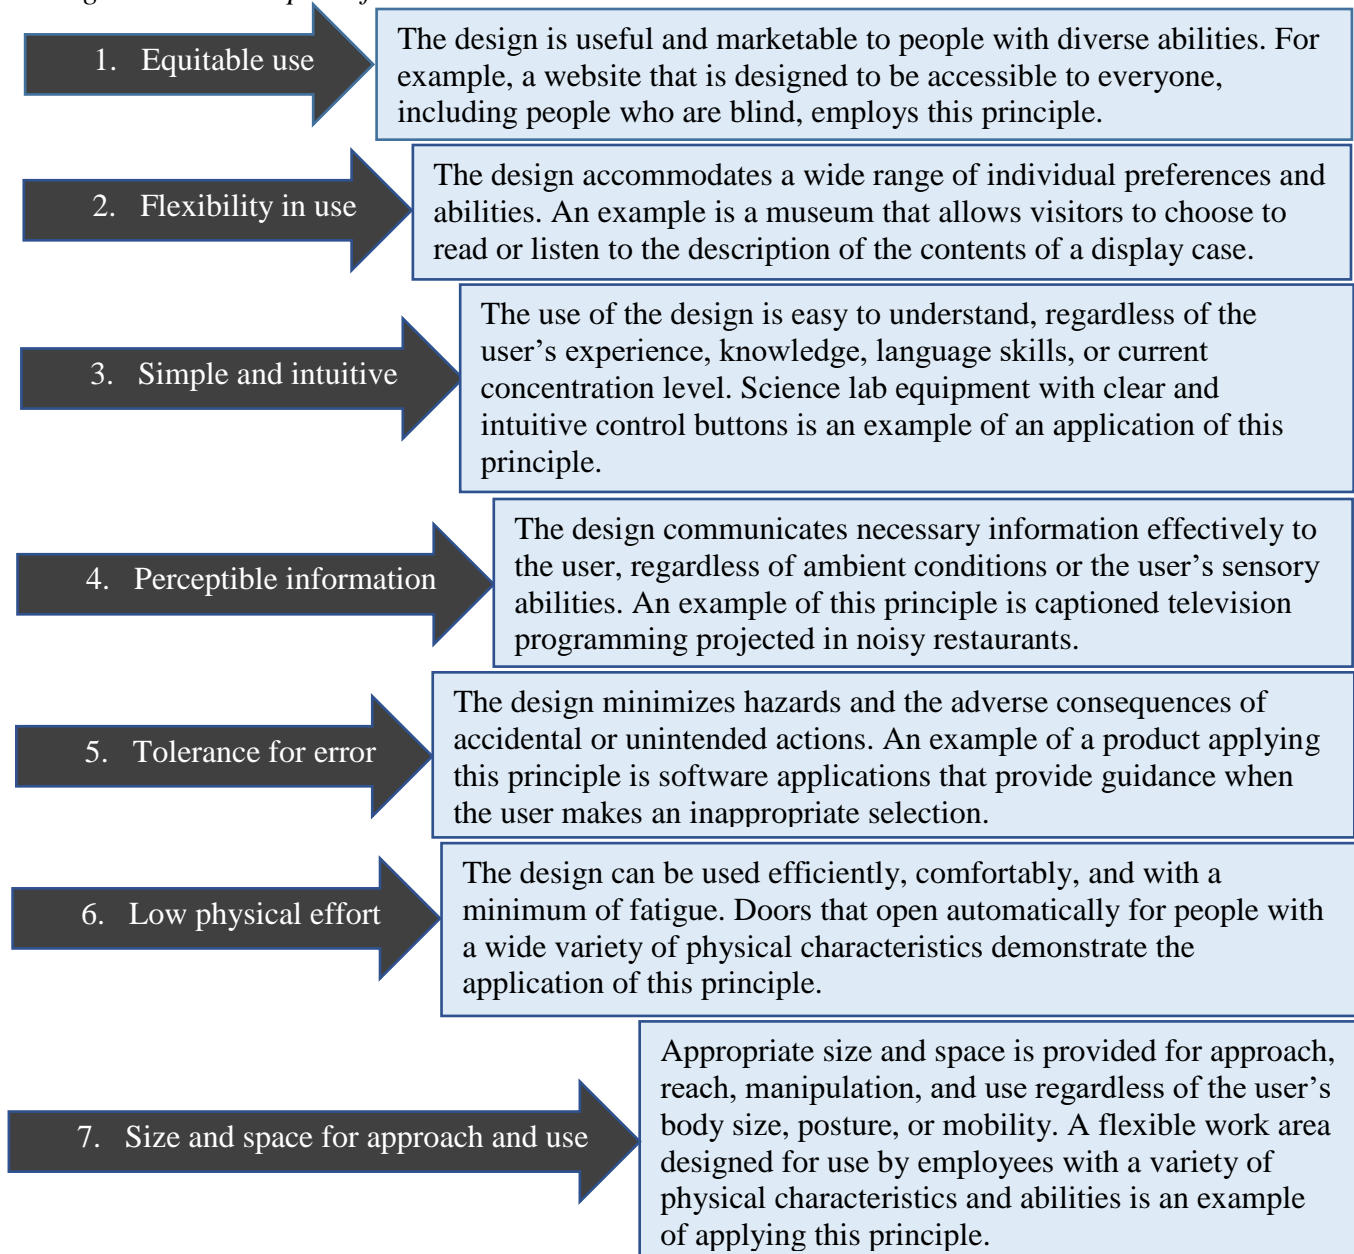 1. Equitable use
The design is useful and marketable to people with diverse abilities. For
example, a website that is designed to be accessible to everyone,
including people who are blind, employs this principle.
2. Flexibility in use
The design accommodates a wide range of individual preferences and
abilities. An example is a museum that allows visitors to choose to
read or listen to the description of the contents of a display case.
3. Simple and intuitive
The use of the design is easy to understand, regardless of the
user’s experience, knowledge, language skills, or current
concentration level. Science lab equipment with clear and
intuitive control buttons is an example of an application of this
principle.
4. Perceptible information
The design communicates necessary information effectively to
the user, regardless of ambient conditions or the user’s sensory
abilities. An example of this principle is captioned television
programming projected in noisy restaurants.
5. Tolerance for error
The design minimizes hazards and the adverse consequences of
accidental or unintended actions. An example of a product applying
this principle is software applications that provide guidance when
the user makes an inappropriate selection.
6. Low physical effort
The design can be used efficiently, comfortably, and with a
minimum of fatigue. Doors that open automatically for people with
a wide variety of physical characteristics demonstrate the
application of this principle.
7. Size and space for approach and use
Appropriate size and space is provided for approach,
reach, manipulation, and use regardless of the user’s
body size, posture, or mobility. A flexible work area
designed for use by employees with a variety of
physical characteristics and abilities is an example
of applying this principle.